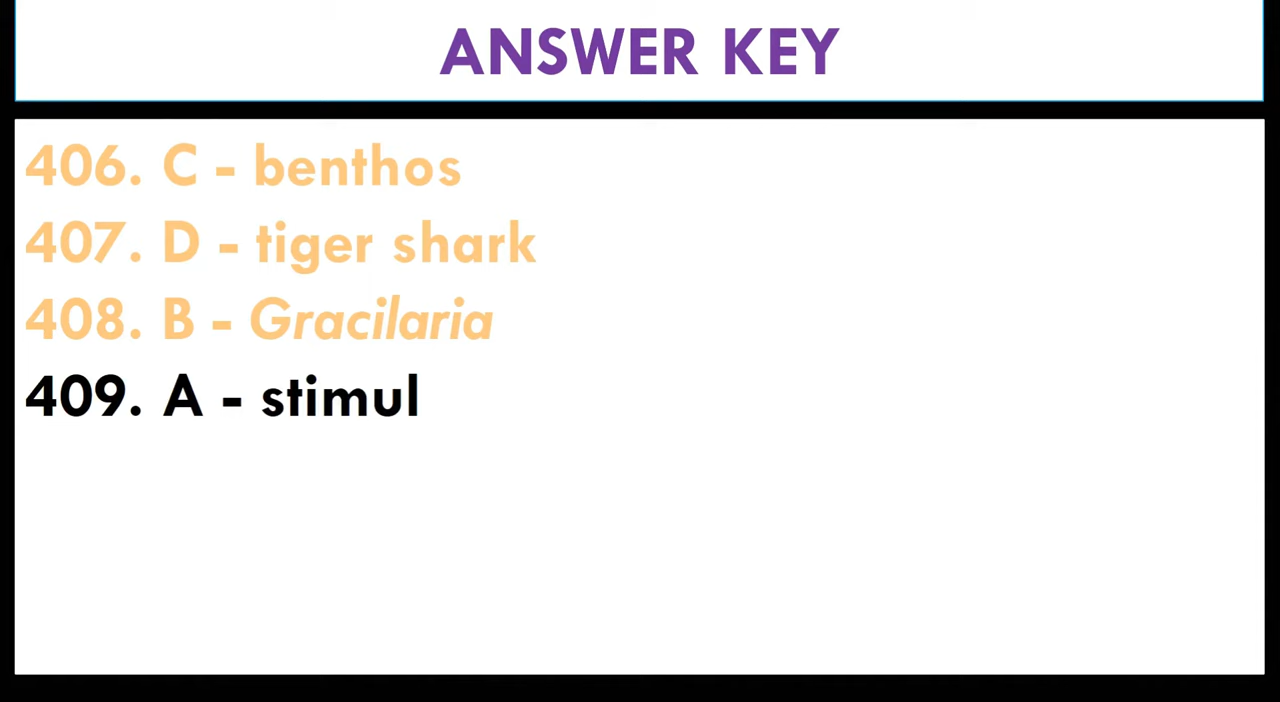 ANSWER KEY
406. C - benthos
407. D - tiger shark
408. B - Gracilaria
409. A - stimul